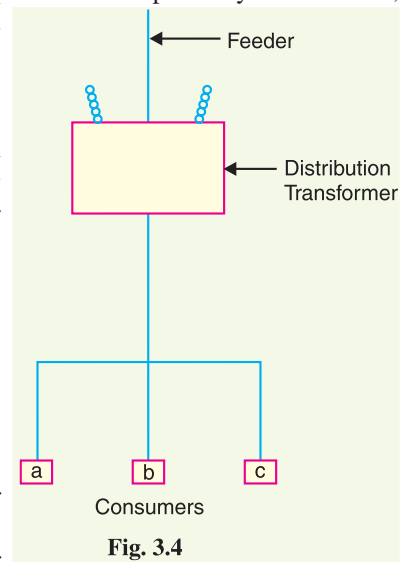 Feeder
Distribution
Transformer
a b c
Consumers
Fig. 3.4